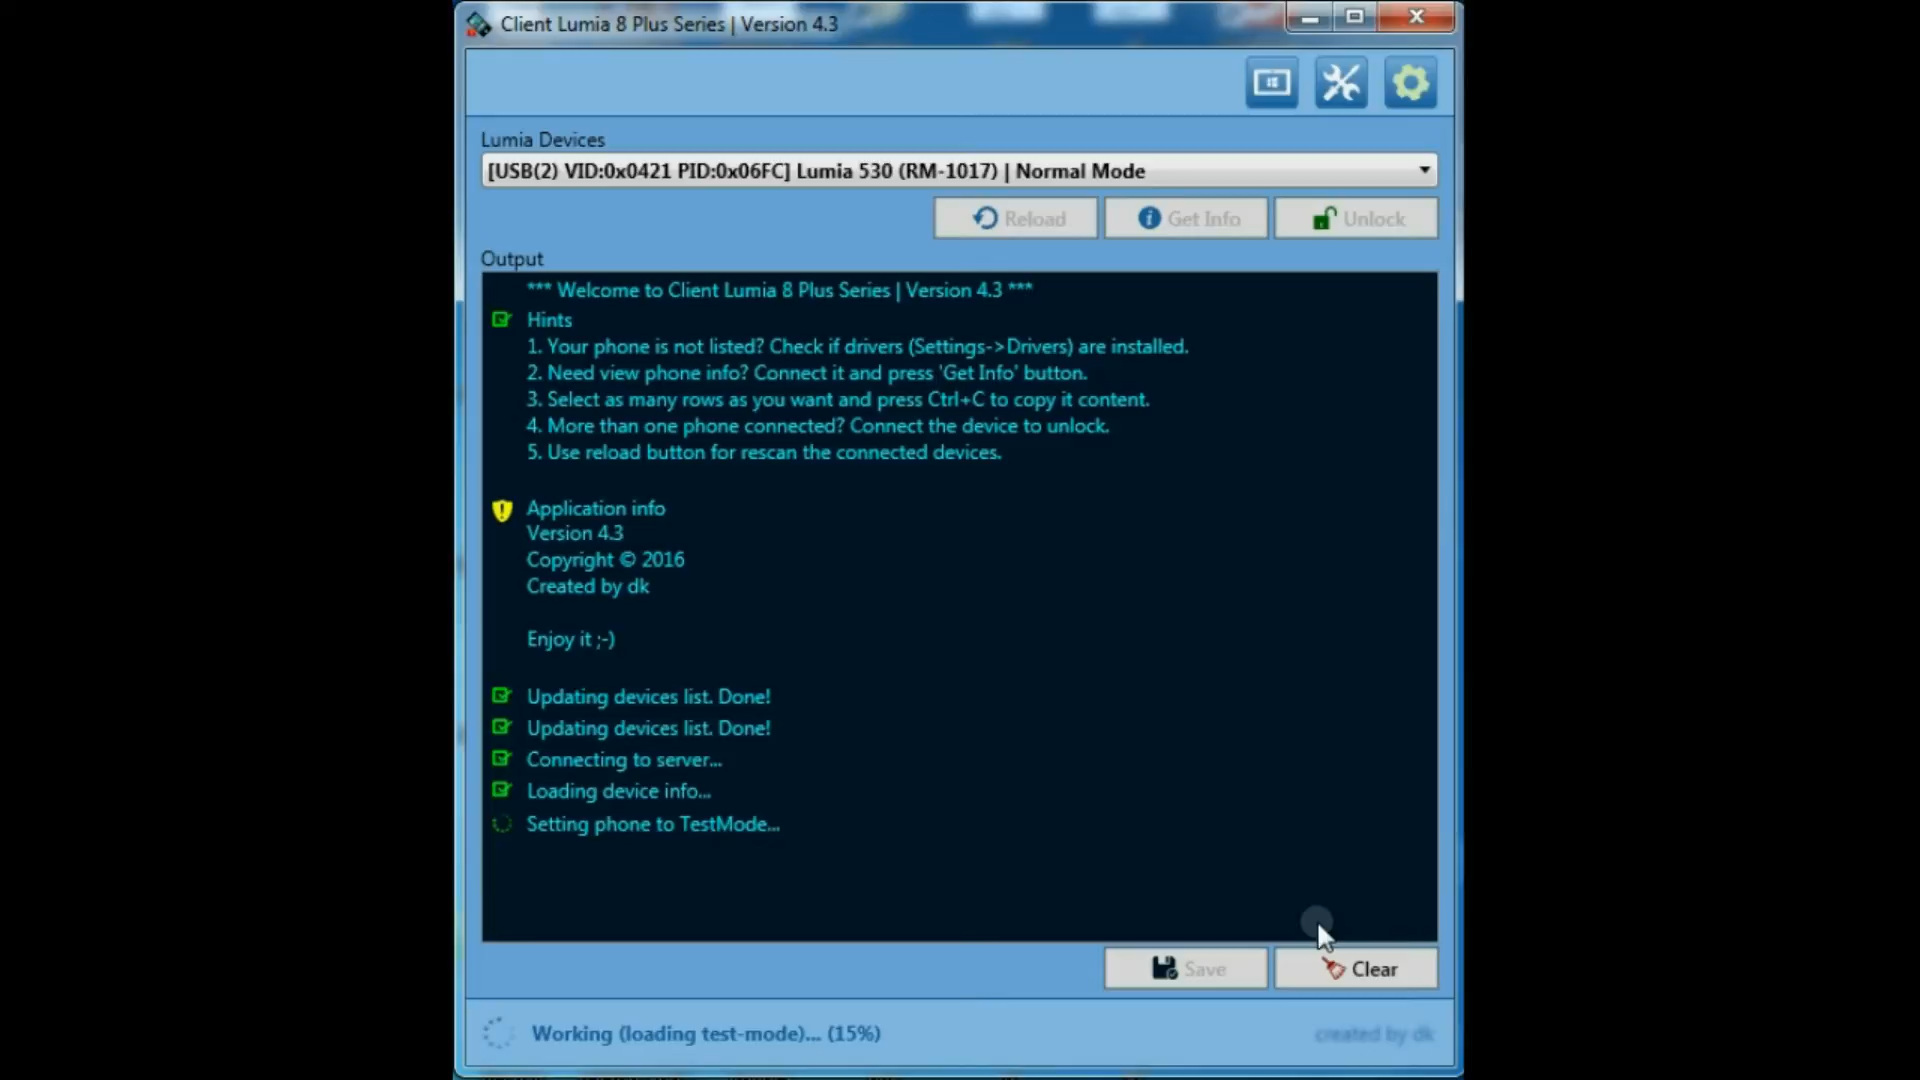 Client Lumia 8 Plus Series | Version 4.3
Lumia Devices
[USB(2) VID:0x0421 PID:0x06FC] Lumia 530 (RM-1017) | Normal Mode
Reload
Get Info
Unlock
Output
*** Welcome to Client Lumia 8 Plus Series | Version 4.3 ***
Hints
1. Your phone is not listed? Check if drivers (Settings->Drivers) are installed.
2. Need view phone info? Connect it and press 'Get Info' button.
3. Select as many rows as you want and press Ctrl+C to copy it content.
4. More than one phone connected? Connect the device to unlock.
5. Use reload button for rescan the connected devices.
Application info
Version 4.3
Copyright © 2016
Created by dk
Enjoy it ;-)
Updating devices list. Done!
Updating devices list. Done!
Connecting to server...
Loading device info...
Setting phone to TestMode...
Save
Clear
Working (loading test-mode)... (15%)
created by dk